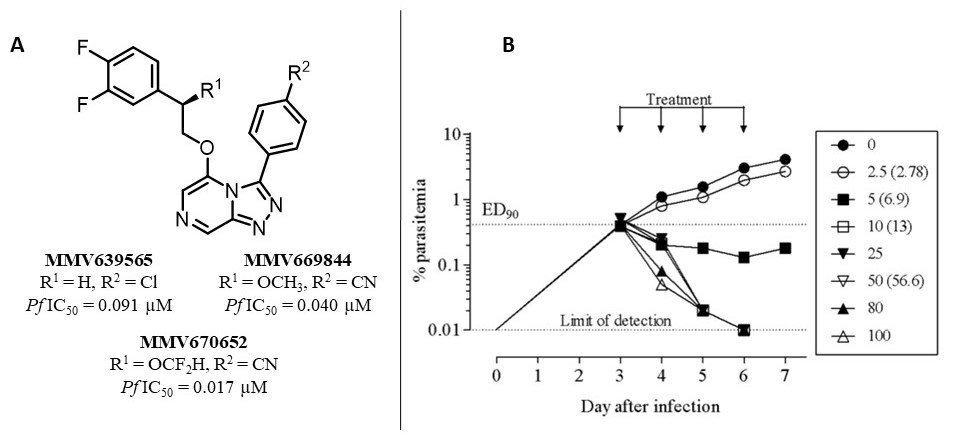 A
F
F
R1
R2
O
N
N
N
N
MMV639565
R1 = H, R2 = Cl
PfIC50 = 0.091 µM
MMV669844
R1 = OCH3, R2 = CN
PfIC50 = 0.040 µM
MMV670652
R1 = OCF2H, R2 = CN
PfIC50 = 0.017 µM
B
Treatment
% parasitemia
10
1
0.1
0.01
ED90
Limit of detection
0 1 2 3 4 5 6 7
Day after infection
0
2.5 (2.78)
5 (6.9)
10 (13)
25
50 (56.6)
80
100